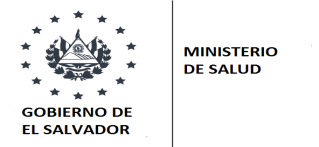 GOBIERNO DE
EL SALVADOR
MINISTERIO
DE SALUD